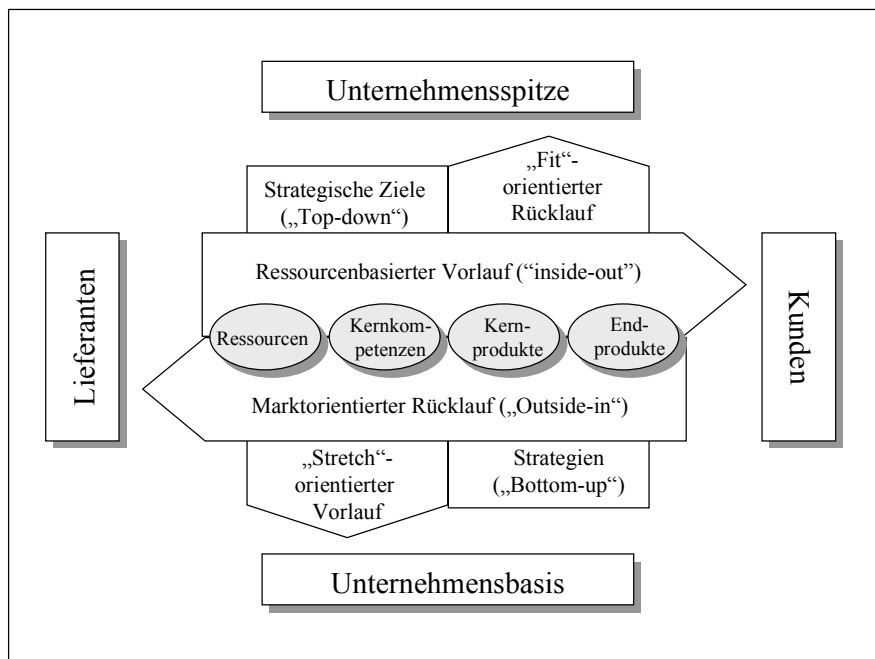 Unternehmensspitze
Strategische Ziele
(„Top-down“)
„Fit“-
orientierter
Rücklauf
Lieferanten
Ressourcenbasierter Vorlauf (“inside-out”)
Kunden
Ressourcen
Kernkom-
petenzen
Kern-
produkte
End-
produkte
Marktorientierter Rücklauf („Outside-in“)
„Stretch“-
orientierter
Vorlauf
Strategien
(„Bottom-up“)
Unternehmensbasis